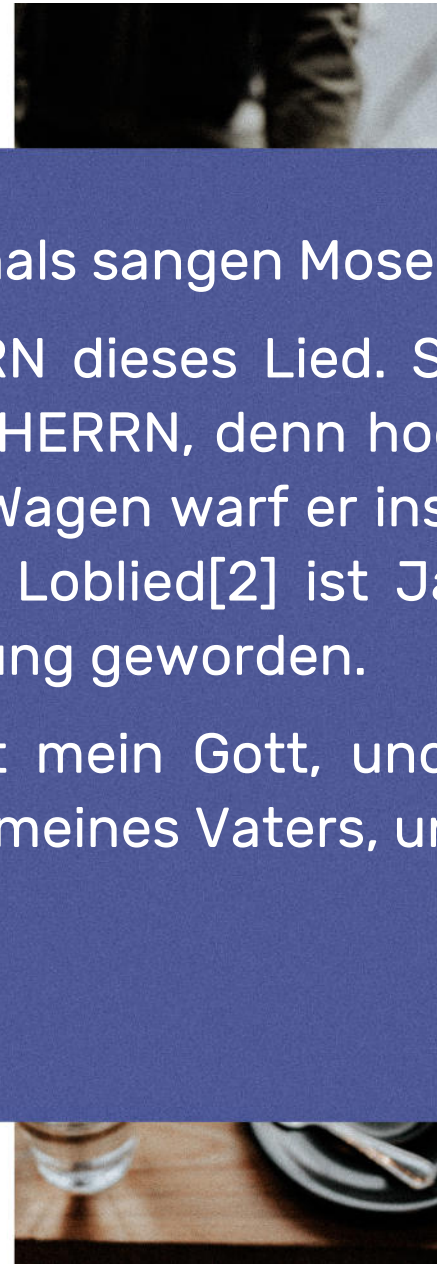 als sangen Mose
RN dieses Lied. S
HERRN, denn ho
Wagen warf er ins
Loblied[2] ist Ja
ung geworden.
t mein Gott, und
meines Vaters, u